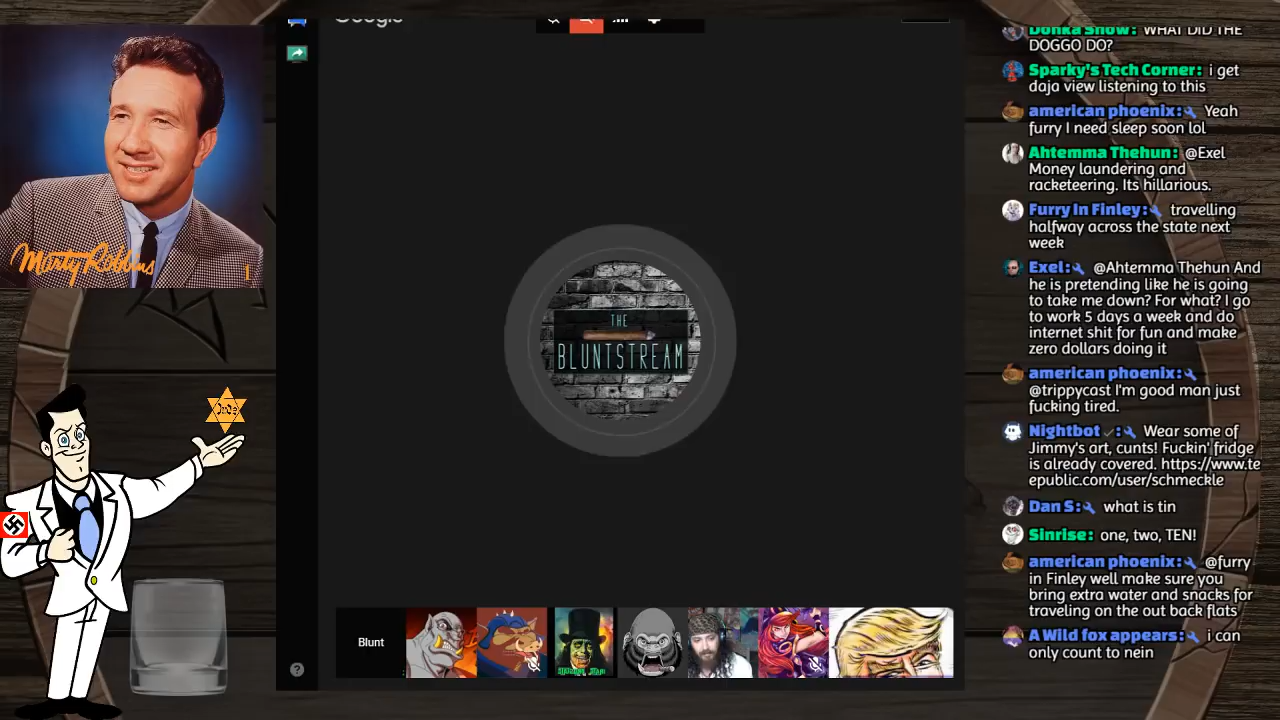 Google
Marty Robbins
Jude
THE
BLUNTSTREAM
Blunt
Donka Show: WHAT DID THE
DOGGO DO?
Sparky's Tech Corner: i get
daja view listening to this
american phoenix: Yeah
furry I need sleep soon lol
Ahtemma Thehun: @Exel
Money laundering and
racketeering. Its hillarious.
Furry In Finley: travelling
halfway across the state next
week
Exel: @Ahtemma Thehun And
he is pretending like he is going
to take me down? For what? I go
to work 5 days a week and do
internet shit for fun and make
zero dollars doing it
american phoenix:
@trippycast I'm good man just
fucking tired.
Nightbot : Wear some of
Jimmy's art, cunts! Fuckin' fridge
is already covered. https://www.te
epublic.com/user/schmeckle
Dan S: what is tin
Sinrise: one, two, TEN!
american phoenix: @furry
in Finley well make sure you
bring extra water and snacks for
traveling on the out back flats
A Wild fox appears: i can
only count to nein